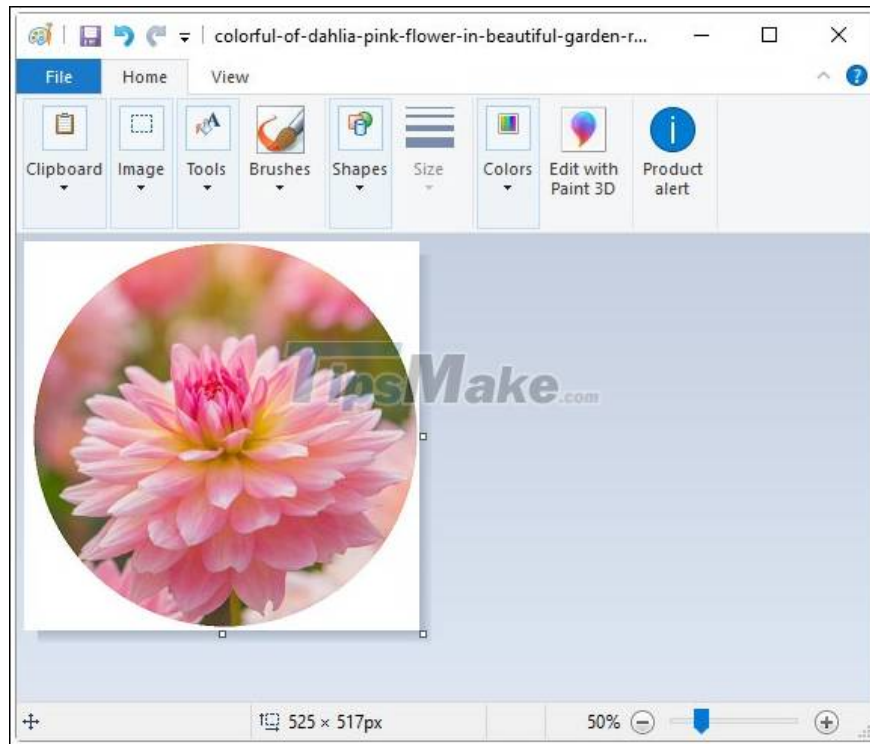 colorful-of-dahlia-pink-flower-in-beautiful-garden-r...
File Home View
Clipboard Image Tools Brushes Shapes Size Colors Edit with Paint 3D Product alert
TipsMake.com
525 × 517px 50%